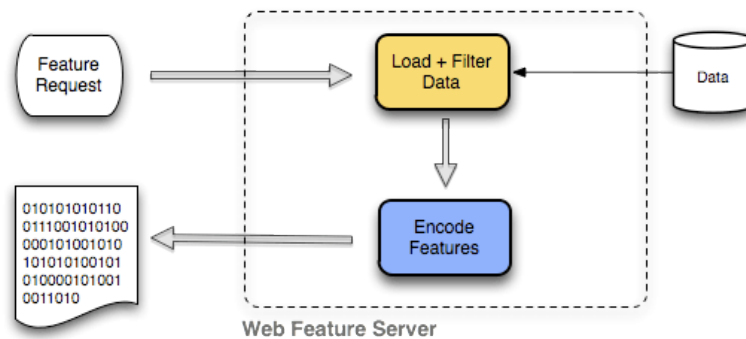 Feature
Request
Load + Filter
Data
Data
Encode
Features
010101010110
0111001010100
000101001010
101010100101
010000101001
0011010
Web Feature Server